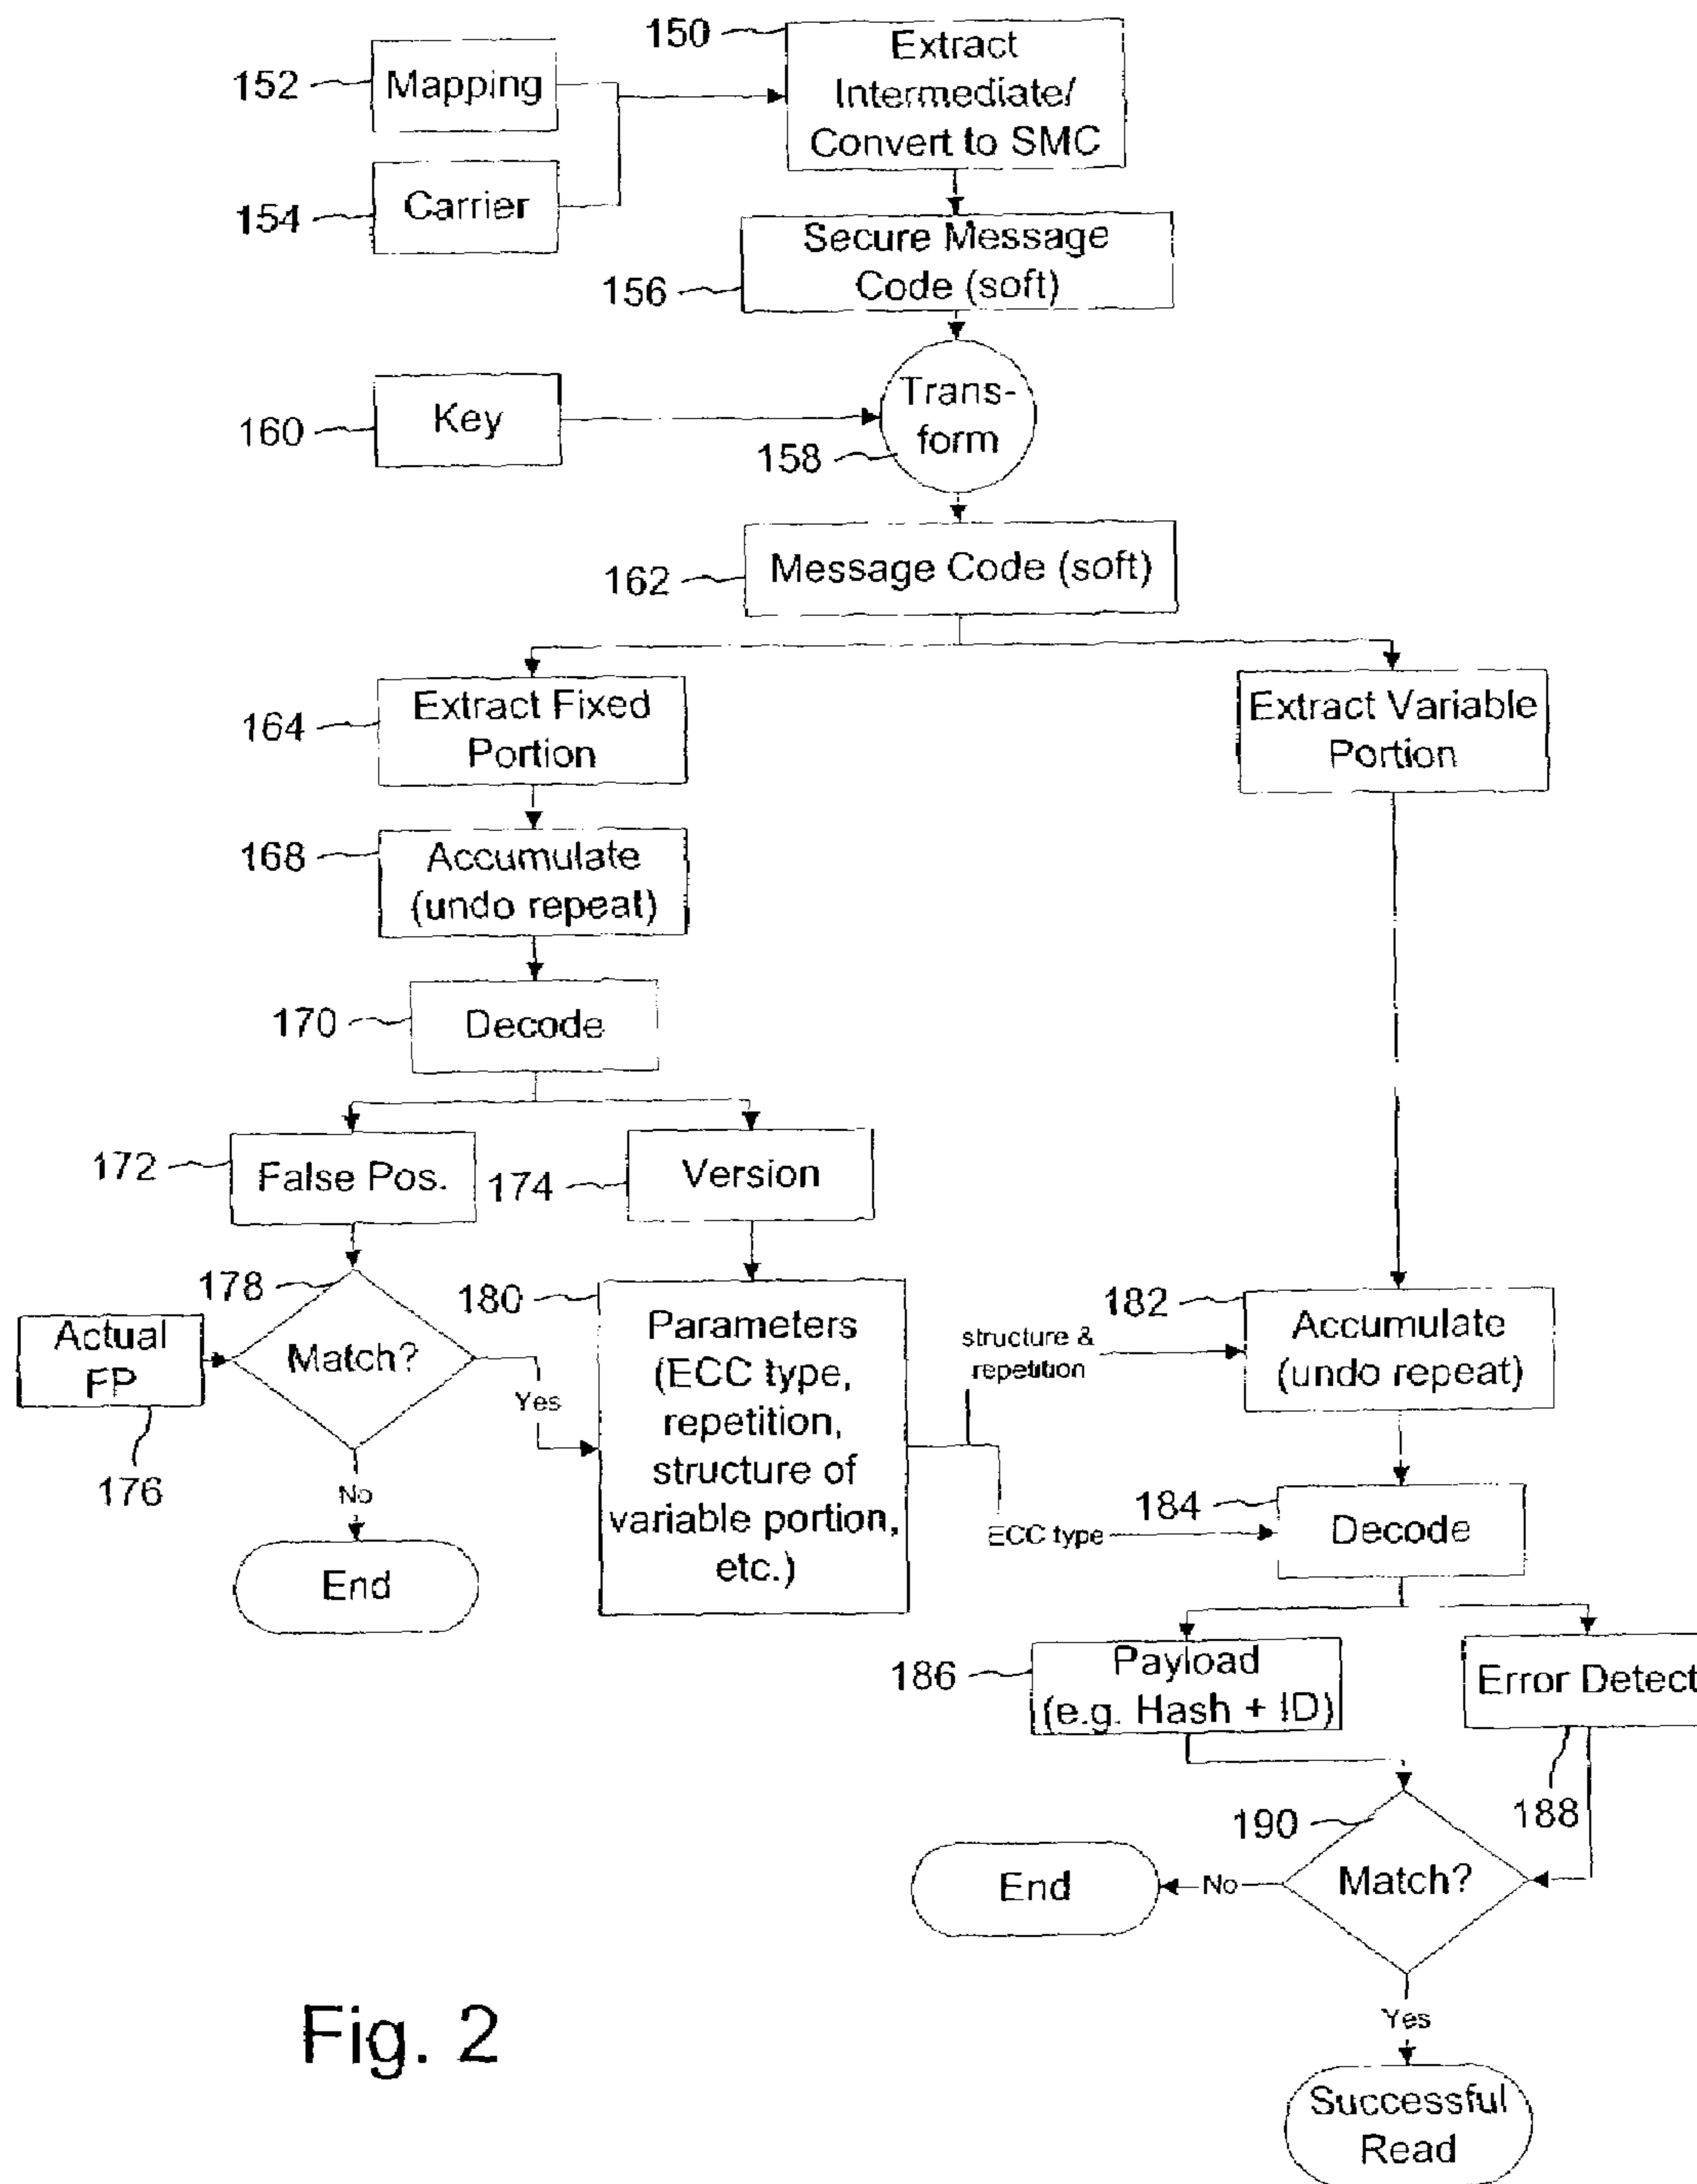 150
Extract
Intermediate/
Convert to SMC
152
Mapping
154
Carrier
Secure Message
Code (soft)
156
160
Key
Trans-
form
158
162
Message Code (soft)
164
Extract Fixed
Portion
Extract Variable
Portion
168
Accumulate
(undo repeat)
170
Decode
172
False Pos.
174
Version
178
Match?
Actual
FP
176
Yes
No
End
180
Parameters
(ECC type,
repetition,
structure of
variable portion,
etc.)
structure &
repetition
ECC type
182
Accumulate
(undo repeat)
184
Decode
186
Payload
(e.g. Hash + ID)
Error Detect
188
190
Match?
No
End
Yes
Successful
Read
Fig. 2